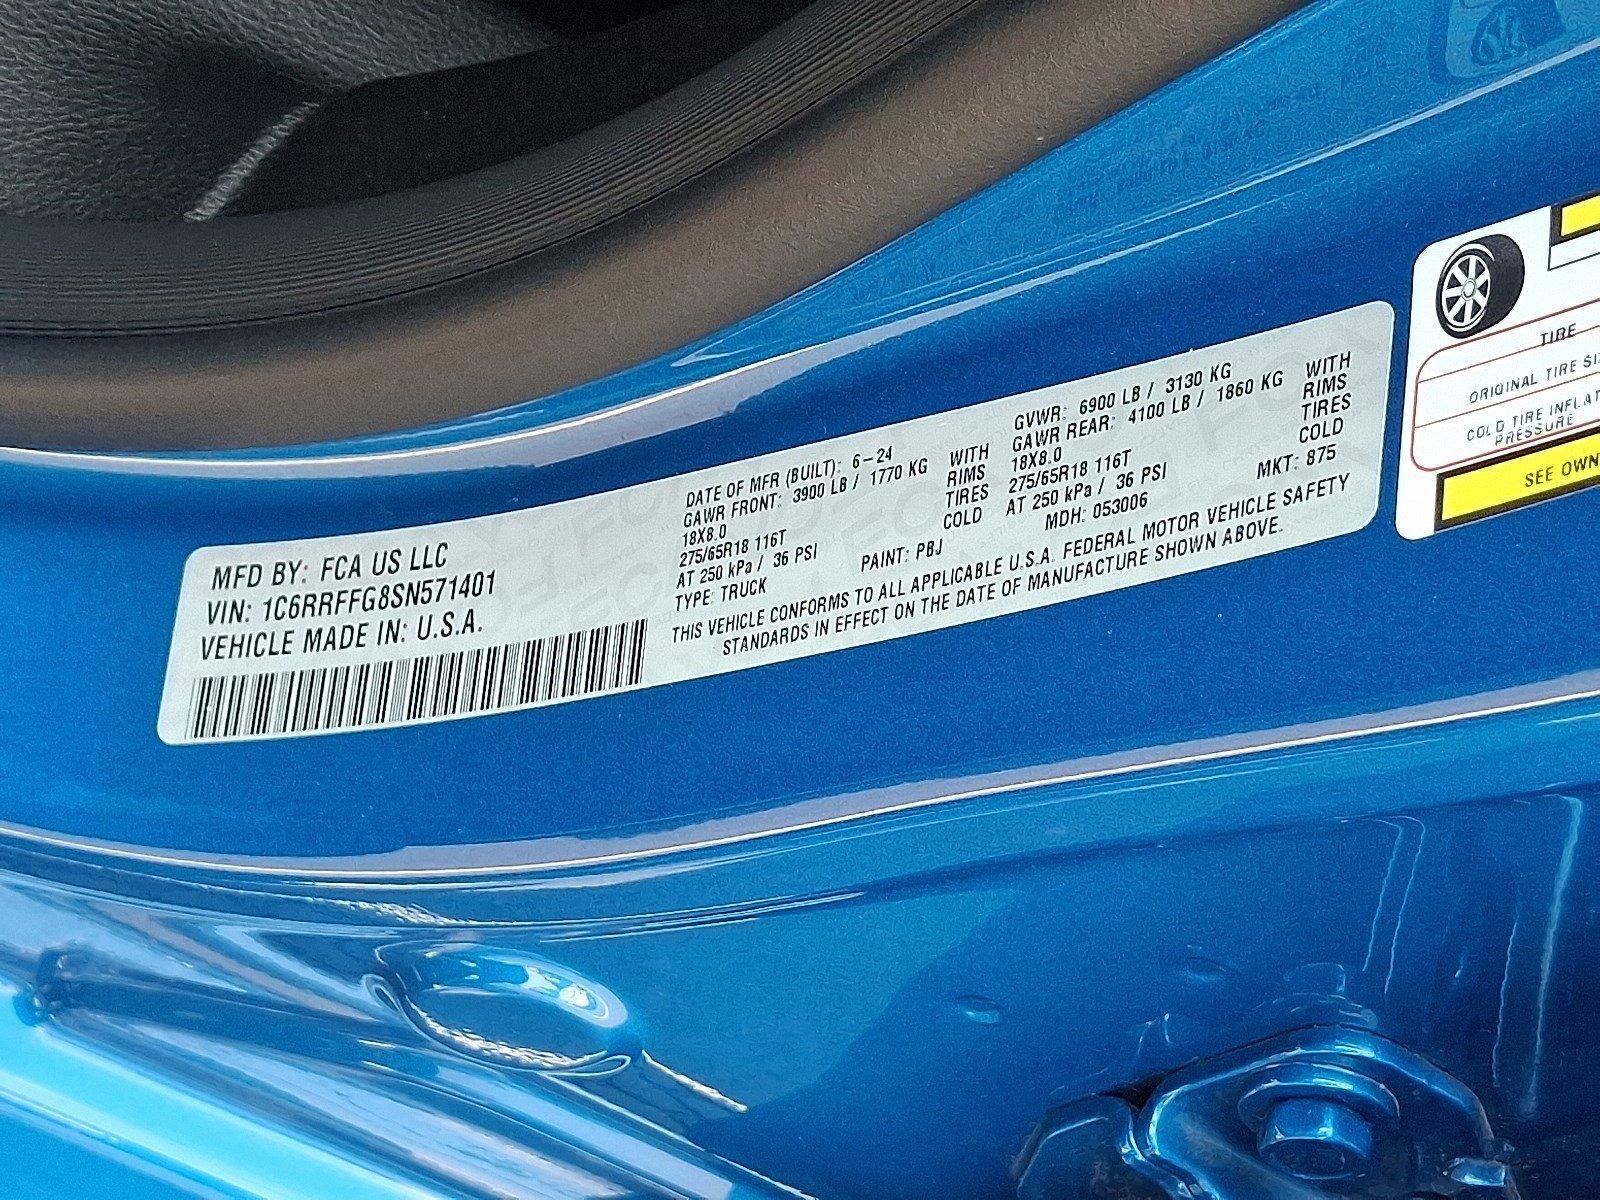 MFD BY: FCA US LLC
VIN: 1C6RRFFG8SN571401
VEHICLE MADE IN: U.S.A.
DATE OF MFR (BUILT): 6-24
GAWR FRONT: 3900 LB / 1770 KG WITH
18X8.0 RIMS
275/65R18 116T TIRES
AT 250 kPa / 36 PSI COLD
TYPE: TRUCK PAINT: PBJ
GVWR: 6900 LB / 3130 KG
GAWR REAR: 4100 LB / 1860 KG WITH
18X8.0 RIMS
275/65R18 116T TIRES
AT 250 kPa / 36 PSI COLD
MDH: 053006 MKT: 875
THIS VEHICLE CONFORMS TO ALL APPLICABLE U.S.A. FEDERAL MOTOR VEHICLE SAFETY
STANDARDS IN EFFECT ON THE DATE OF MANUFACTURE SHOWN ABOVE.
TIRE
ORIGINAL TIRE SI
COLD TIRE INFLAT
PRESSURE
SEE OWN